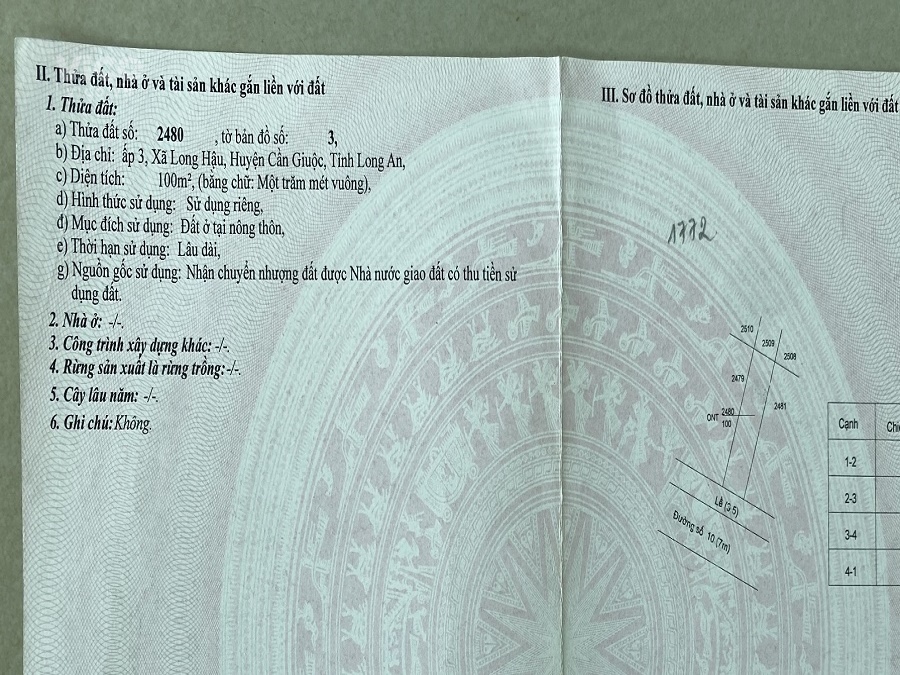 II. Thửa đất, nhà ở và tài sản khác gắn liền với đất
1. Thửa đất:
a) Thửa đất số: 2480 , tờ bản đồ số: 3,
b) Địa chỉ: ấp 3, Xã Long Hậu, Huyện Cần Giuộc, Tỉnh Long An,
c) Diện tích: 100m², (bằng chữ: Một trăm mét vuông),
d) Hình thức sử dụng: Sử dụng riêng,
đ) Mục đích sử dụng: Đất ở tại nông thôn,
e) Thời hạn sử dụng: Lâu dài,
g) Nguồn gốc sử dụng: Nhận chuyển nhượng đất được Nhà nước giao đất có thu tiền sử
dụng đất.
2. Nhà ở: -/-.
3. Công trình xây dựng khác: -/-.
4. Rừng sản xuất là rừng trồng: -/-.
5. Cây lâu năm: -/-.
6. Ghi chú: Không.
III. Sơ đồ thửa đất, nhà ở và tài sản khác gắn liền với đất
1772
2510
2509
2508
2479
2481
ONT 2480
100
Lề (3.5)
Đường số 10 (7m)
Cạnh
1-2
2-3
3-4
4-1